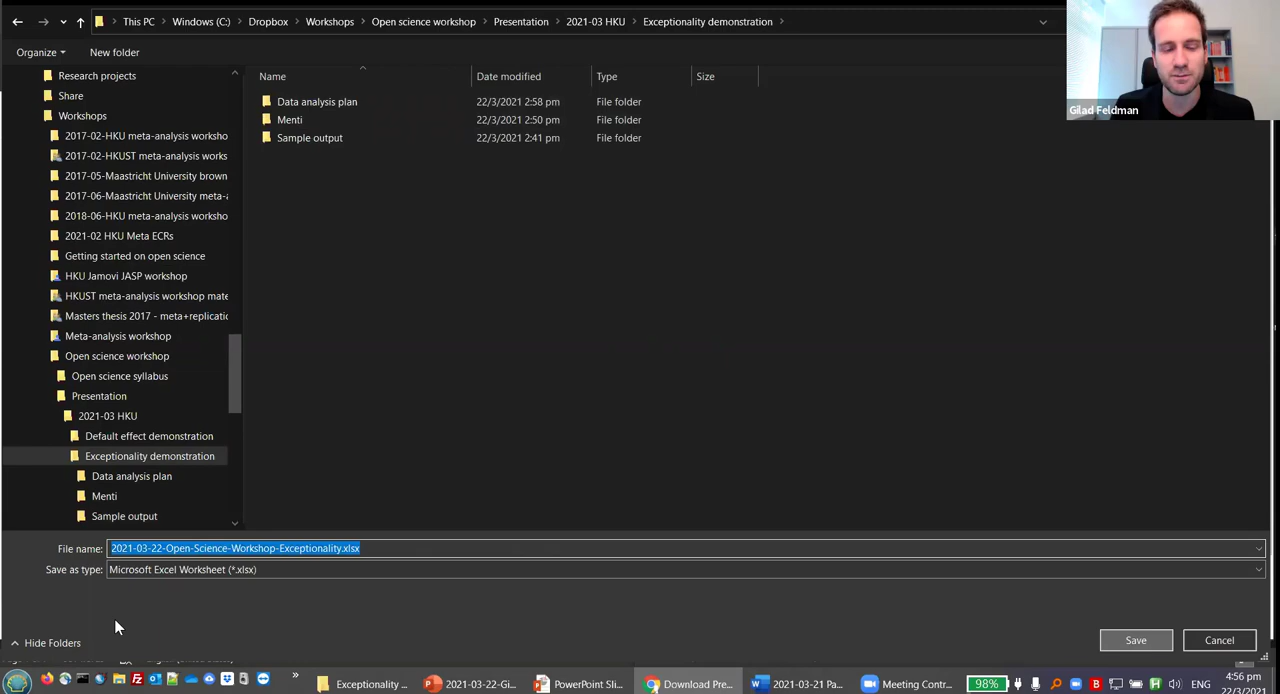 This PC > Windows (C:) > Dropbox > Workshops > Open science workshop > Presentation > 2021-03 HKU > Exceptionality demonstration >
Organize New folder
Gilad Feldman
Name Date modified Type Size
Data analysis plan 22/3/2021 2:58 pm File folder
Menti 22/3/2021 2:50 pm File folder
Sample output 22/3/2021 2:41 pm File folder
Research projects
Share
Workshops
2017-02-HKU meta-analysis worksho
2017-02-HKUST meta-analysis works
2017-05-Maastricht University brown
2017-06-Maastricht University meta-a
2018-06-HKU meta-analysis worksho
2021-02 HKU Meta ECRs
Getting started on open science
HKU Jamovi JASP workshop
HKUST meta-analysis workshop mate
Masters thesis 2017 - meta+replicatio
Meta-analysis workshop
Open science workshop
Open science syllabus
Presentation
2021-03 HKU
Default effect demonstration
Exceptionality demonstration
Data analysis plan
Menti
Sample output
File name: 2021-03-22-Open-Science-Workshop-Exceptionality.xlsx
Save as type: Microsoft Excel Worksheet (*.xlsx)
Hide Folders Save Cancel
Exceptionality ... 2021-03-22-Gi... PowerPoint Sli... Download Pre... 2021-03-21 Pa... Meeting Contr... 98% ENG 4:56 pm
22/03/2021